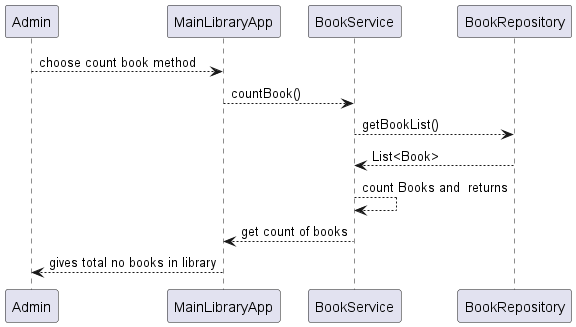 Admin MainLibraryApp BookService BookRepository
choose count book method
countBook()
getBookList()
List<Book>
count Books and  returns
get count of books
gives total no books in library
Admin MainLibraryApp BookService BookRepository